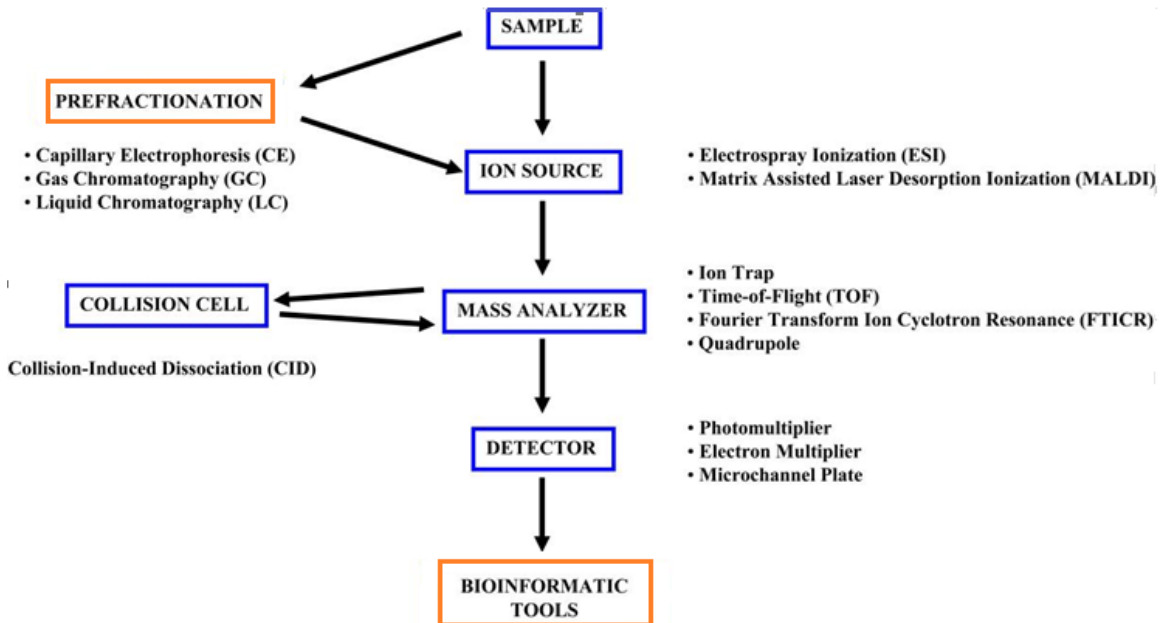 SAMPLE
PREFRACTIONATION
• Capillary Electrophoresis (CE)
• Gas Chromatography (GC)
• Liquid Chromatography (LC)
ION SOURCE
• Electrospray Ionization (ESI)
• Matrix Assisted Laser Desorption Ionization (MALDI)
COLLISION CELL
Collision-Induced Dissociation (CID)
MASS ANALYZER
• Ion Trap
• Time-of-Flight (TOF)
• Fourier Transform Ion Cyclotron Resonance (FTICR)
• Quadrupole
DETECTOR
• Photomultiplier
• Electron Multiplier
• Microchannel Plate
BIOINFORMATIC
TOOLS